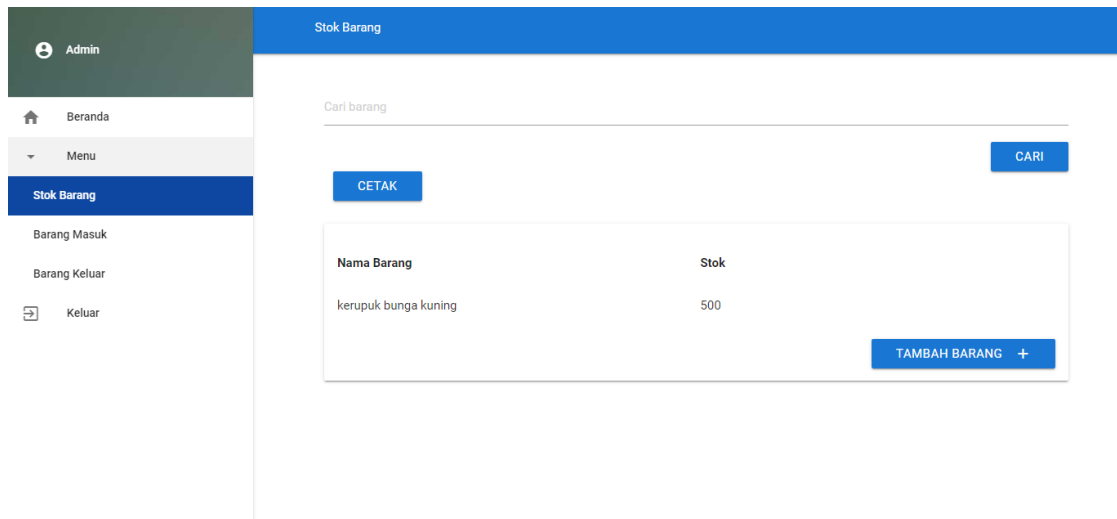 Admin
Beranda
Menu
Stok Barang
Barang Masuk
Barang Keluar
Keluar
Stok Barang
Cari barang
CARI
CETAK
Nama Barang Stok
kerupuk bunga kuning 500
TAMBAH BARANG +